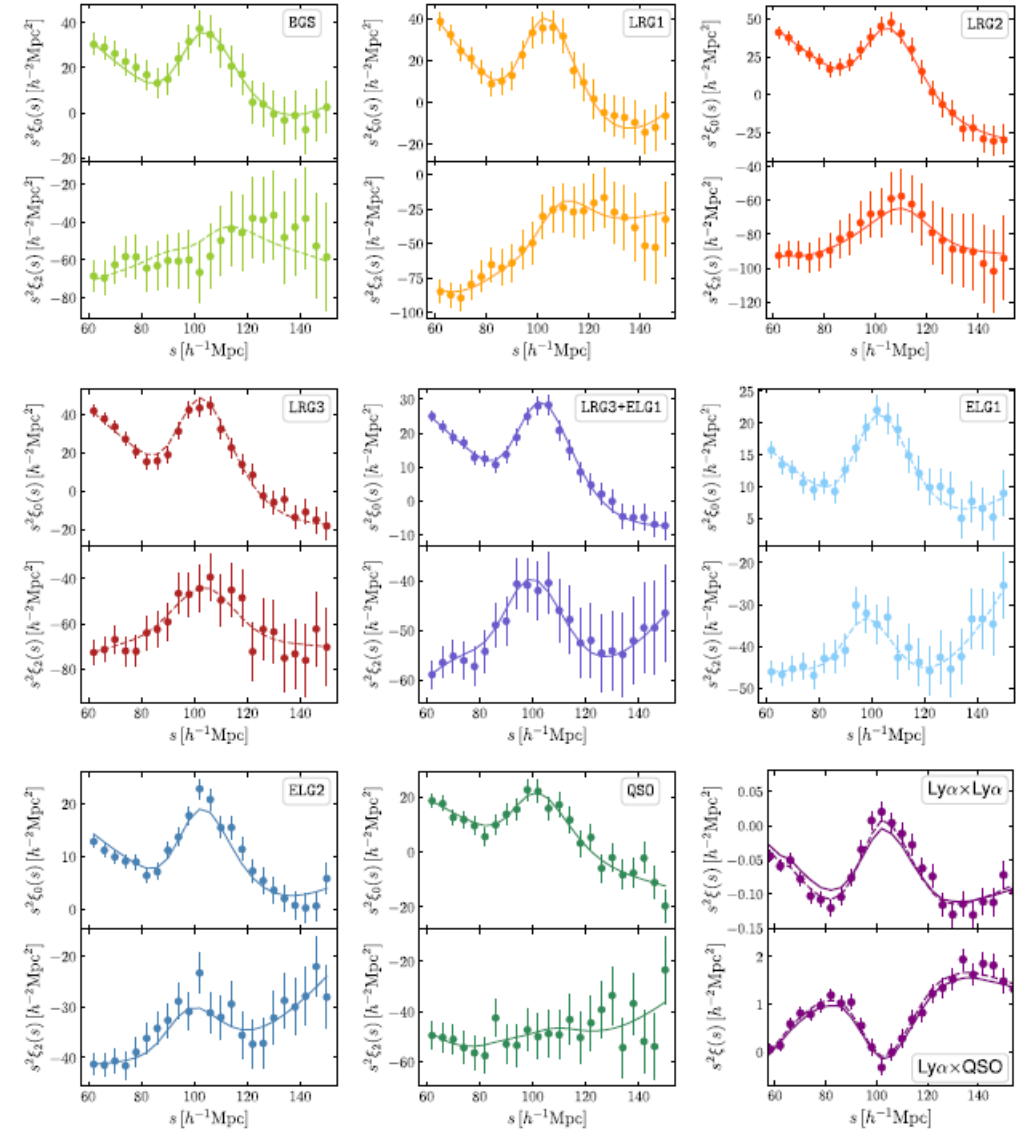 BGS
LRG1
LRG2
s²ξ₀(s) [h⁻²Mpc²]
40
20
0
−20
s²ξ₀(s) [h⁻²Mpc²]
40
20
0
−20
s²ξ₀(s) [h⁻²Mpc²]
50
25
0
−25
s²ξ₂(s) [h⁻²Mpc²]
−20
−40
−60
−80
s²ξ₂(s) [h⁻²Mpc²]
0
−25
−50
−75
−100
s²ξ₂(s) [h⁻²Mpc²]
−40
−60
−80
−100
−120
60 80 100 120 140
60 80 100 120 140
60 80 100 120 140
s [h⁻¹Mpc]
s [h⁻¹Mpc]
s [h⁻¹Mpc]
LRG3
LRG3+ELG1
ELG1
s²ξ₀(s) [h⁻²Mpc²]
40
20
0
−20
s²ξ₀(s) [h⁻²Mpc²]
30
20
10
0
−10
s²ξ₀(s) [h⁻²Mpc²]
25
20
15
10
5
s²ξ₂(s) [h⁻²Mpc²]
−40
−60
−80
s²ξ₂(s) [h⁻²Mpc²]
−40
−50
−60
s²ξ₂(s) [h⁻²Mpc²]
−20
−30
−40
−50
60 80 100 120 140
60 80 100 120 140
60 80 100 120 140
s [h⁻¹Mpc]
s [h⁻¹Mpc]
s [h⁻¹Mpc]
ELG2
QSO
Lyα×Lyα
s²ξ₀(s) [h⁻²Mpc²]
20
10
0
s²ξ₀(s) [h⁻²Mpc²]
20
0
−20
s²ξ(s) [h⁻²Mpc²]
0.05
0.00
−0.05
−0.10
−0.15
s²ξ₂(s) [h⁻²Mpc²]
−20
−30
−40
s²ξ₂(s) [h⁻²Mpc²]
−20
−40
−60
s²ξ(s) [h⁻²Mpc²]
2
1
0
Lyα×QSO
60 80 100 120 140
60 80 100 120 140
60 80 100 120 140
s [h⁻¹Mpc]
s [h⁻¹Mpc]
s [h⁻¹Mpc]